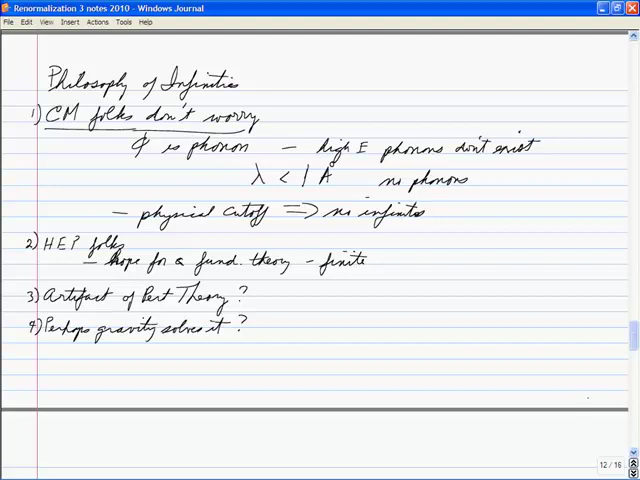 Renormalization 3 notes 2010 - Windows Journal
File Edit View Insert Actions Tools Help
Philosophy of Infinities
1) CM folks don't worry
ϕ is phonon - high E phonons don't exist
λ < 1 Å no phonons
- physical cutoff ⇒ no infinites
2) HEP folks
- hope for a fund. theory - finite
3) Artifact of Pert Theory?
4) Perhaps gravity solves it?
12 / 16